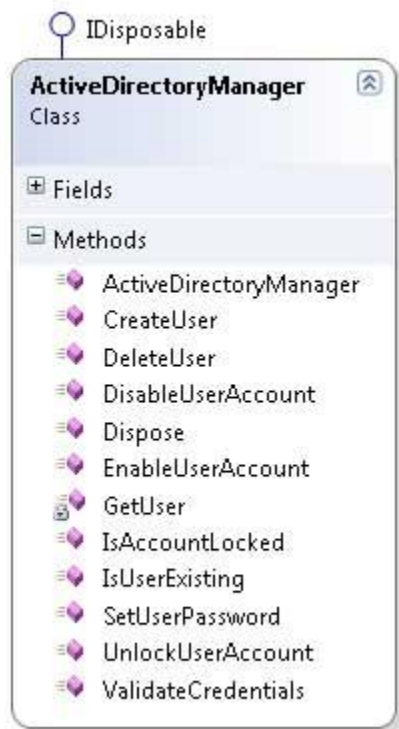 IDisposable
ActiveDirectoryManager
Class
Fields
Methods
ActiveDirectoryManager
CreateUser
DeleteUser
DisableUserAccount
Dispose
EnableUserAccount
GetUser
IsAccountLocked
IsUserExisting
SetUserPassword
UnlockUserAccount
ValidateCredentials